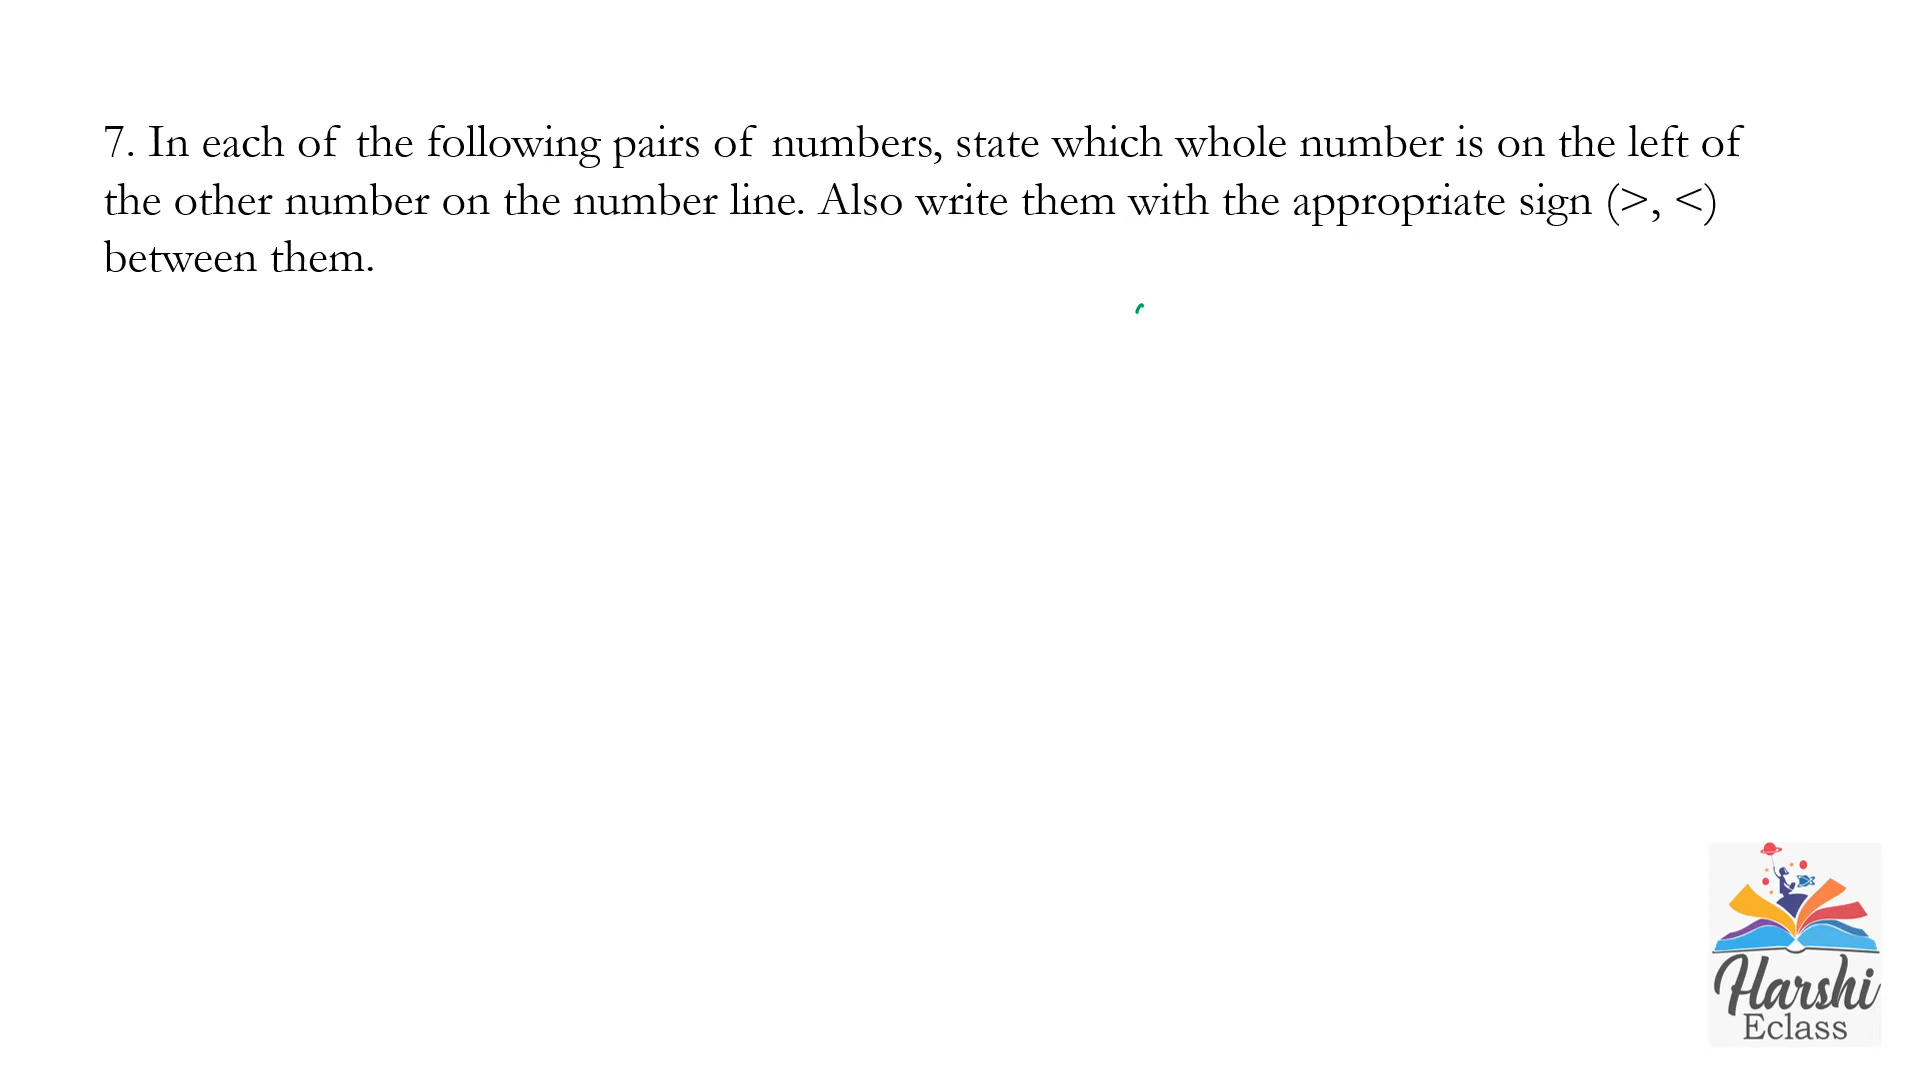 7. In each of the following pairs of numbers, state which whole number is on the left of
the other number on the number line. Also write them with the appropriate sign (>, <)
between them.
Harshi
Eclass